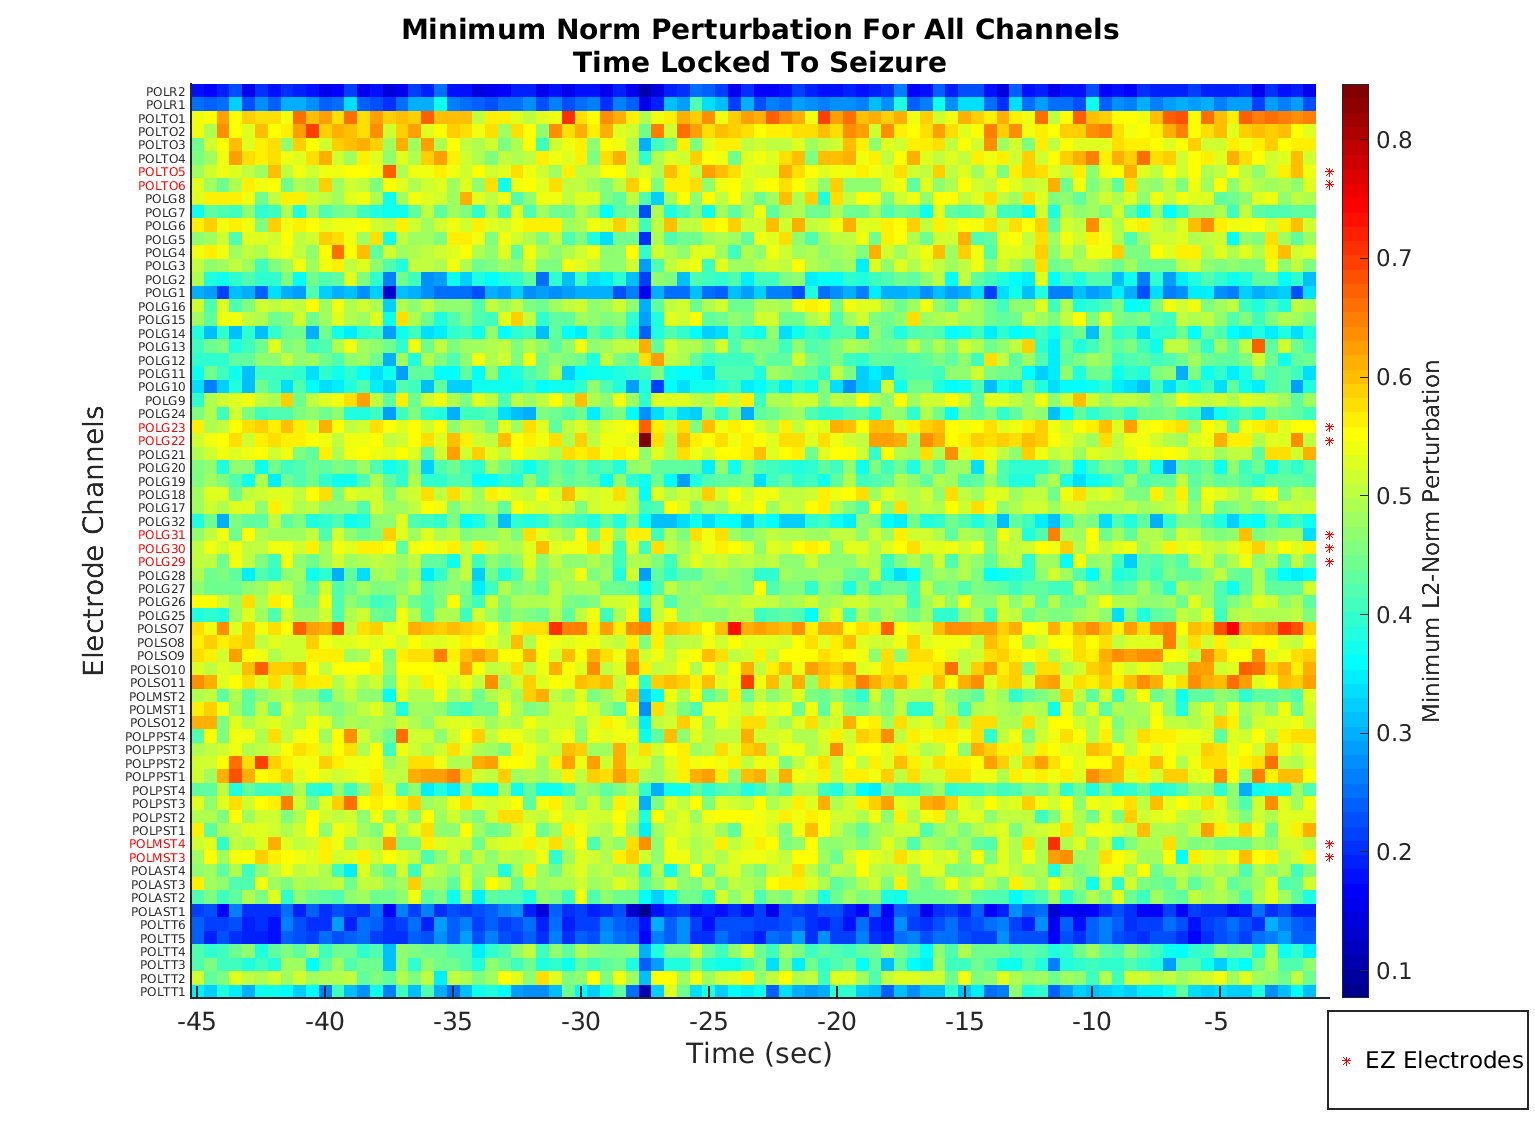 Minimum Norm Perturbation For All Channels
Time Locked To Seizure
Electrode Channels
POLR2
POLR1
POLTO1
POLTO2
POLTO3
POLTO4
POLTO5
POLTO6
POLG8
POLG7
POLG6
POLG5
POLG4
POLG3
POLG2
POLG1
POLG16
POLG15
POLG14
POLG13
POLG12
POLG11
POLG10
POLG9
POLG24
POLG23
POLG22
POLG21
POLG20
POLG19
POLG18
POLG17
POLG32
POLG31
POLG30
POLG29
POLG28
POLG27
POLG26
POLG25
POLSO7
POLSO8
POLSO9
POLSO10
POLSO11
POLMST2
POLMST1
POLSO12
POLPPST4
POLPPST3
POLPPST2
POLPPST1
POLPST4
POLPST3
POLPST2
POLPST1
POLMST4
POLMST3
POLAST4
POLAST3
POLAST2
POLAST1
POLTT6
POLTT5
POLTT4
POLTT3
POLTT2
POLTT1
-45 -40 -35 -30 -25 -20 -15 -10 -5
Time (sec)
0.8
0.7
0.6
0.5
0.4
0.3
0.2
0.1
Minimum L2-Norm Perturbation
EZ Electrodes